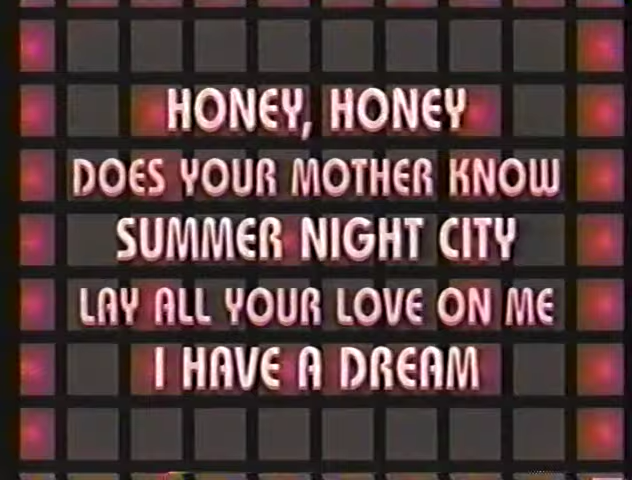 HONEY, HONEY
DOES YOUR MOTHER KNOW
SUMMER NIGHT CITY
LAY ALL YOUR LOVE ON ME
I HAVE A DREAM